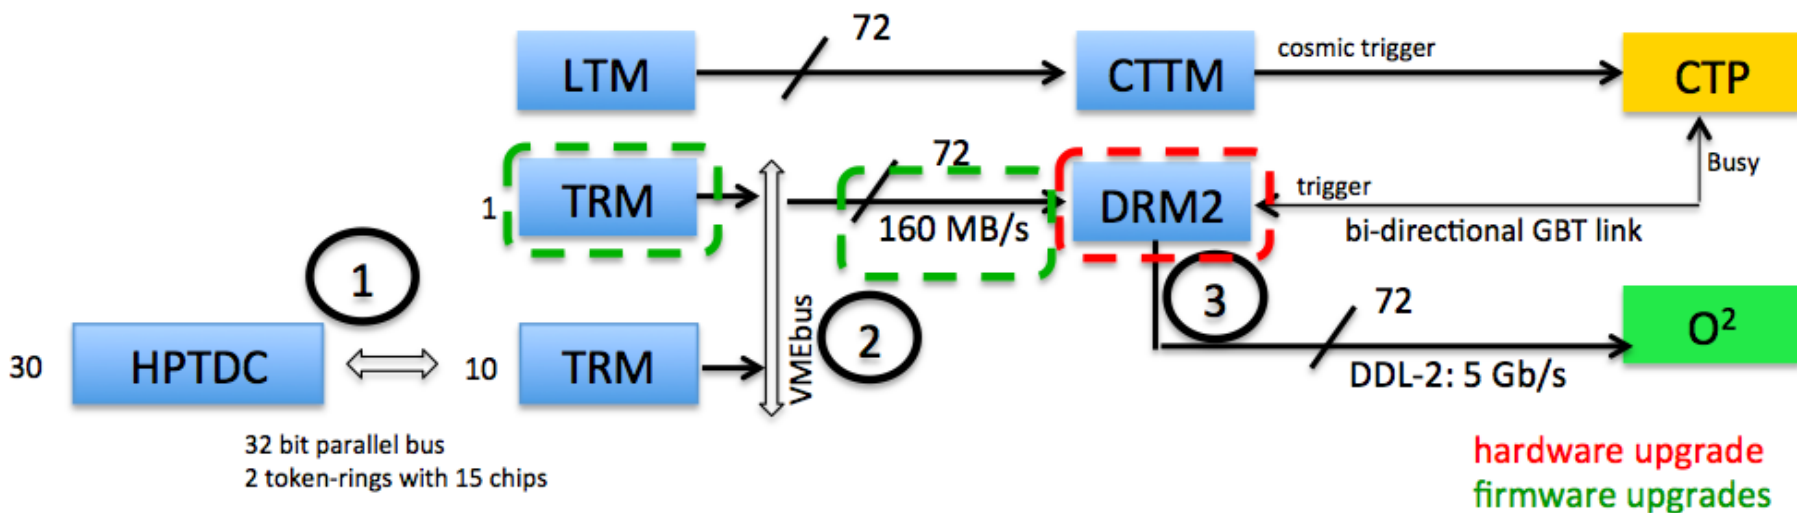 72
LTM
CTTM
cosmic trigger
CTP
1
TRM
72
160 MB/s
DRM2
trigger
Busy
bi-directional GBT link
1
2
3
VMEbus
30
HPTDC
10
TRM
72
DDL-2: 5 Gb/s
O²
32 bit parallel bus
2 token-rings with 15 chips
hardware upgrade
firmware upgrades